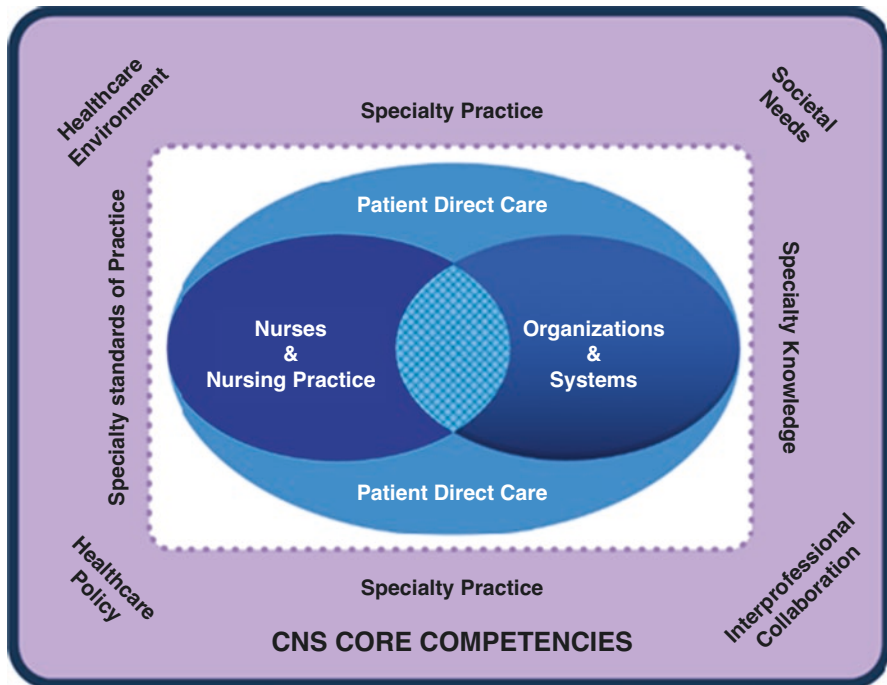 Healthcare
Environment
Societal
Needs
Specialty Practice
Specialty standards of Practice
Patient Direct Care
Nurses
&
Nursing Practice
Organizations
&
Systems
Patient Direct Care
Specialty Knowledge
Healthcare
Policy
Specialty Practice
Interprofessional
Collaboration
CNS CORE COMPETENCIES